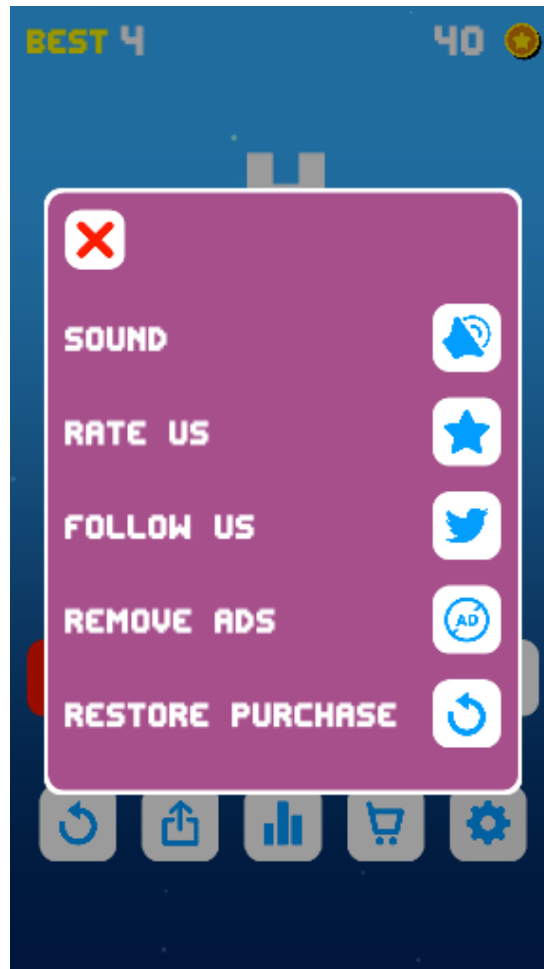 BEST 4 40
SOUND
RATE US
FOLLOW US
REMOVE ADS
AD
RESTORE PURCHASE